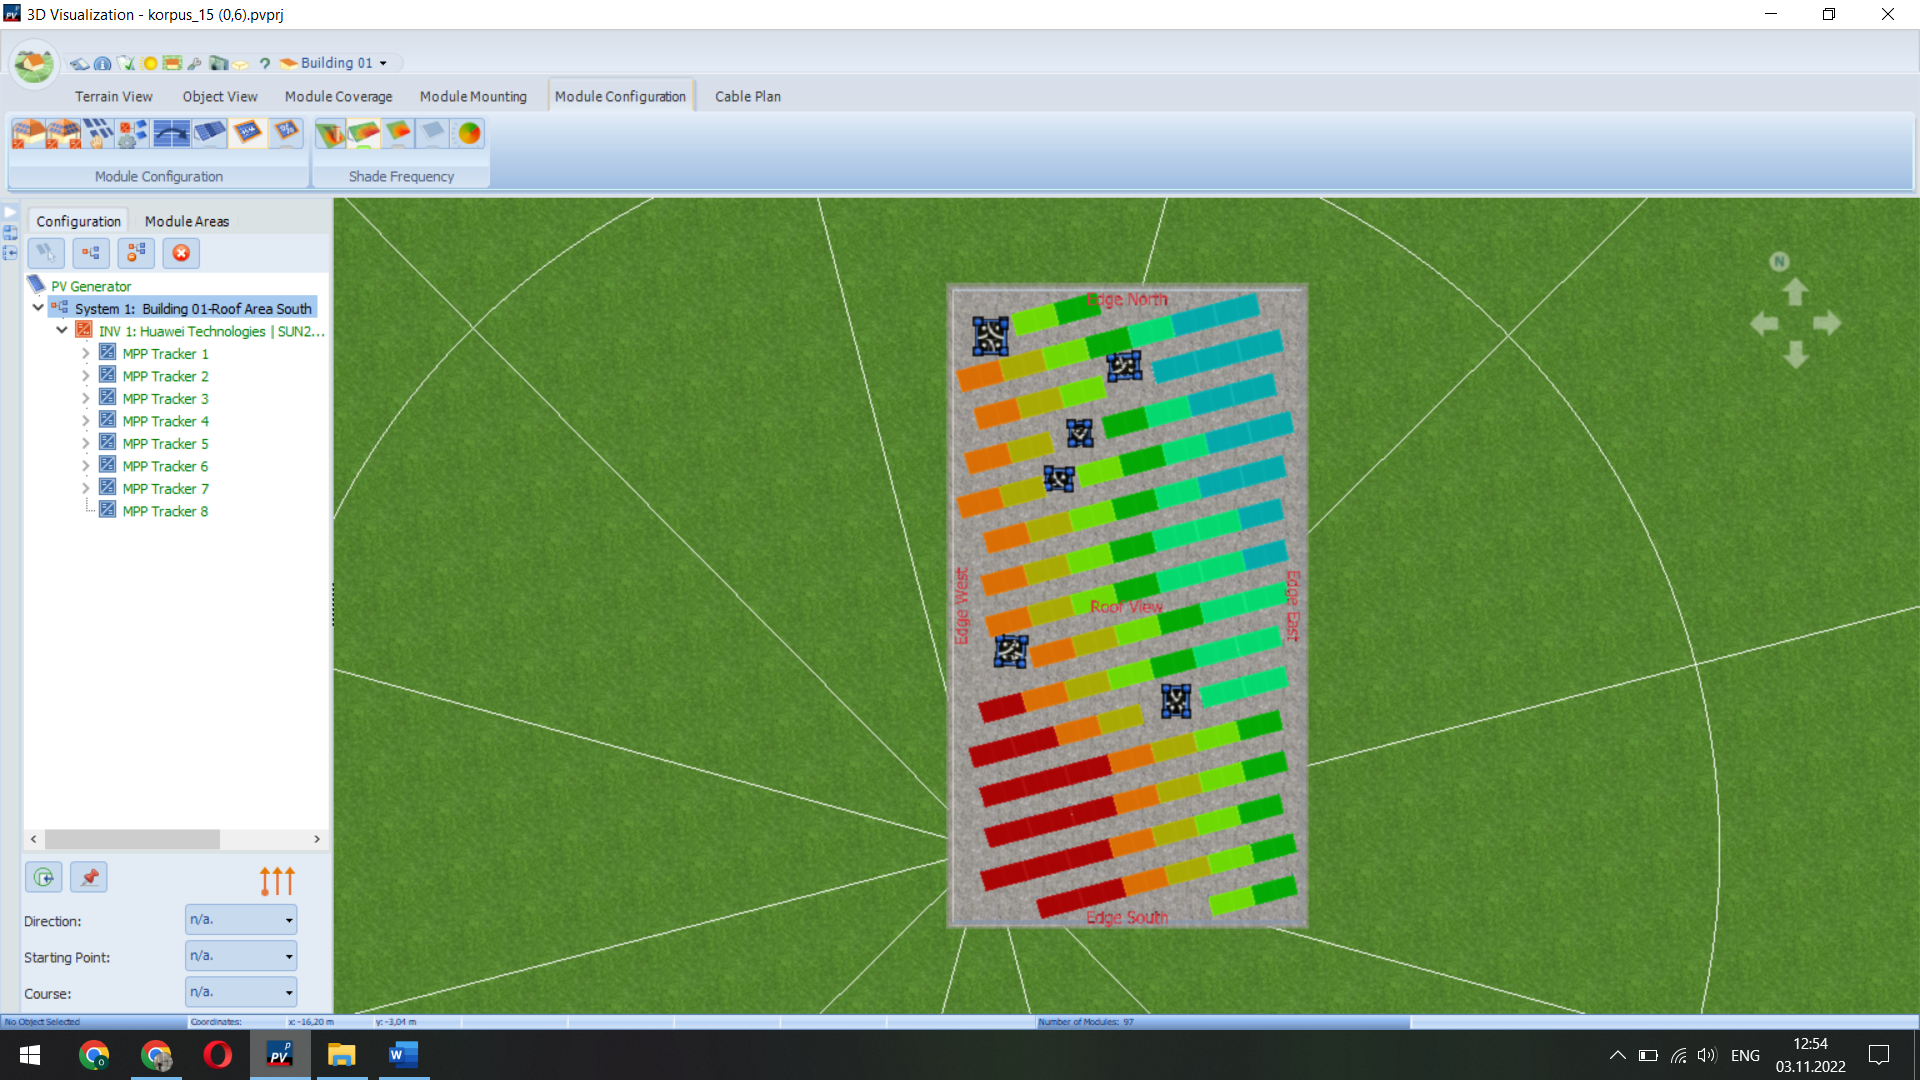 3D Visualization - korpus_15 (0,6).pvprj
Building 01
Terrain View
Object View
Module Coverage
Module Mounting
Module Configuration
Cable Plan
Module Configuration
Shade Frequency
Configuration
Module Areas
PV Generator
System 1: Building 01-Roof Area South
INV 1: Huawei Technologies | SUN2...
MPP Tracker 1
MPP Tracker 2
MPP Tracker 3
MPP Tracker 4
MPP Tracker 5
MPP Tracker 6
MPP Tracker 7
MPP Tracker 8
Direction:
n/a.
Starting Point:
n/a.
Course:
n/a.
N
Edge North
Edge West
Roof View
Edge East
Edge South
No Object Selected
Coordinates:
x: -16,20 m
y: -3,04 m
Number of Modules: 97
ENG
12:54
03.11.2022